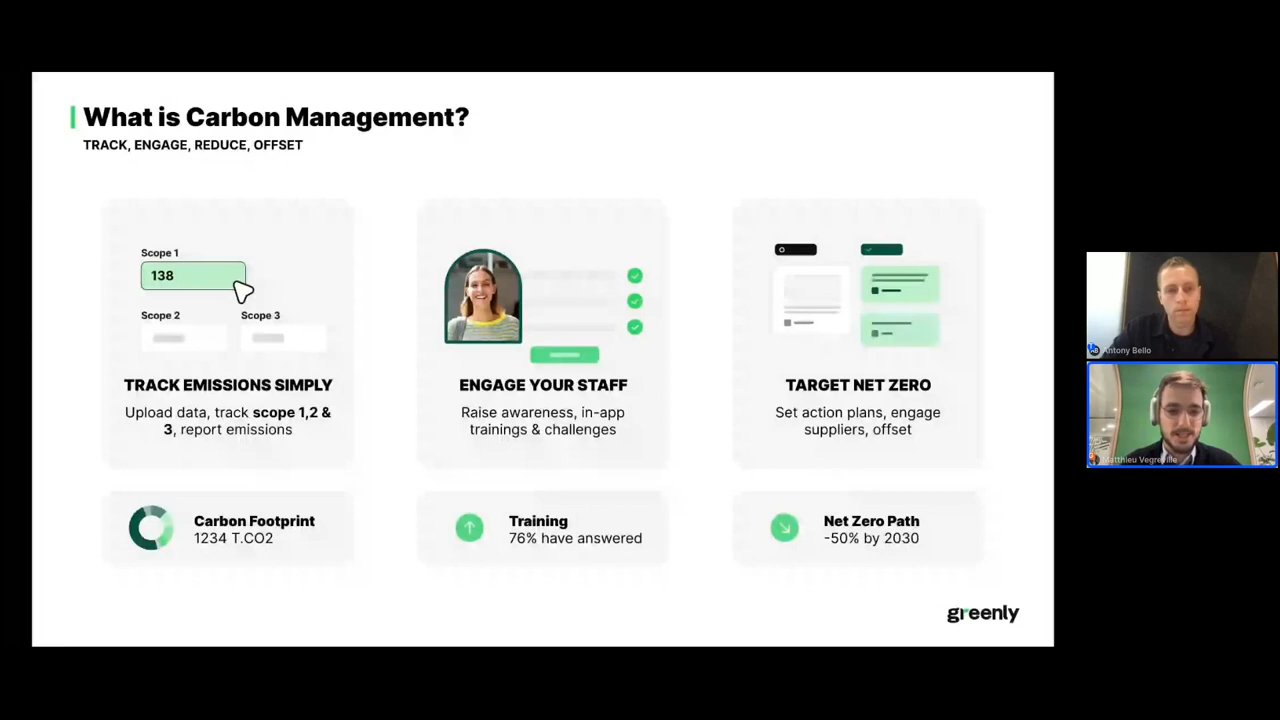 What is Carbon Management?
TRACK, ENGAGE, REDUCE, OFFSET
Scope 1
138
Scope 2
Scope 3
TRACK EMISSIONS SIMPLY
Upload data, track scope 1,2 &
3, report emissions
ENGAGE YOUR STAFF
Raise awareness, in-app
trainings & challenges
TARGET NET ZERO
Set action plans, engage
suppliers, offset
Carbon Footprint
1234 T.CO2
Training
76% have answered
Net Zero Path
-50% by 2030
greenly
Antony Bello
Matthieu Vegreville